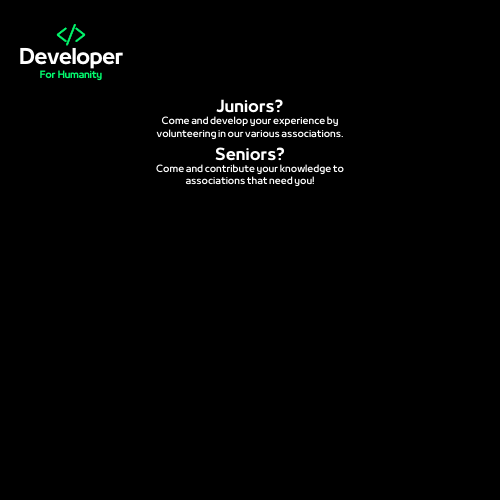 </>
Developer
For Humanity
Juniors?
Come and develop your experience by
volunteering in our various associations.
Seniors?
Come and contribute your knowledge to
associations that need you!